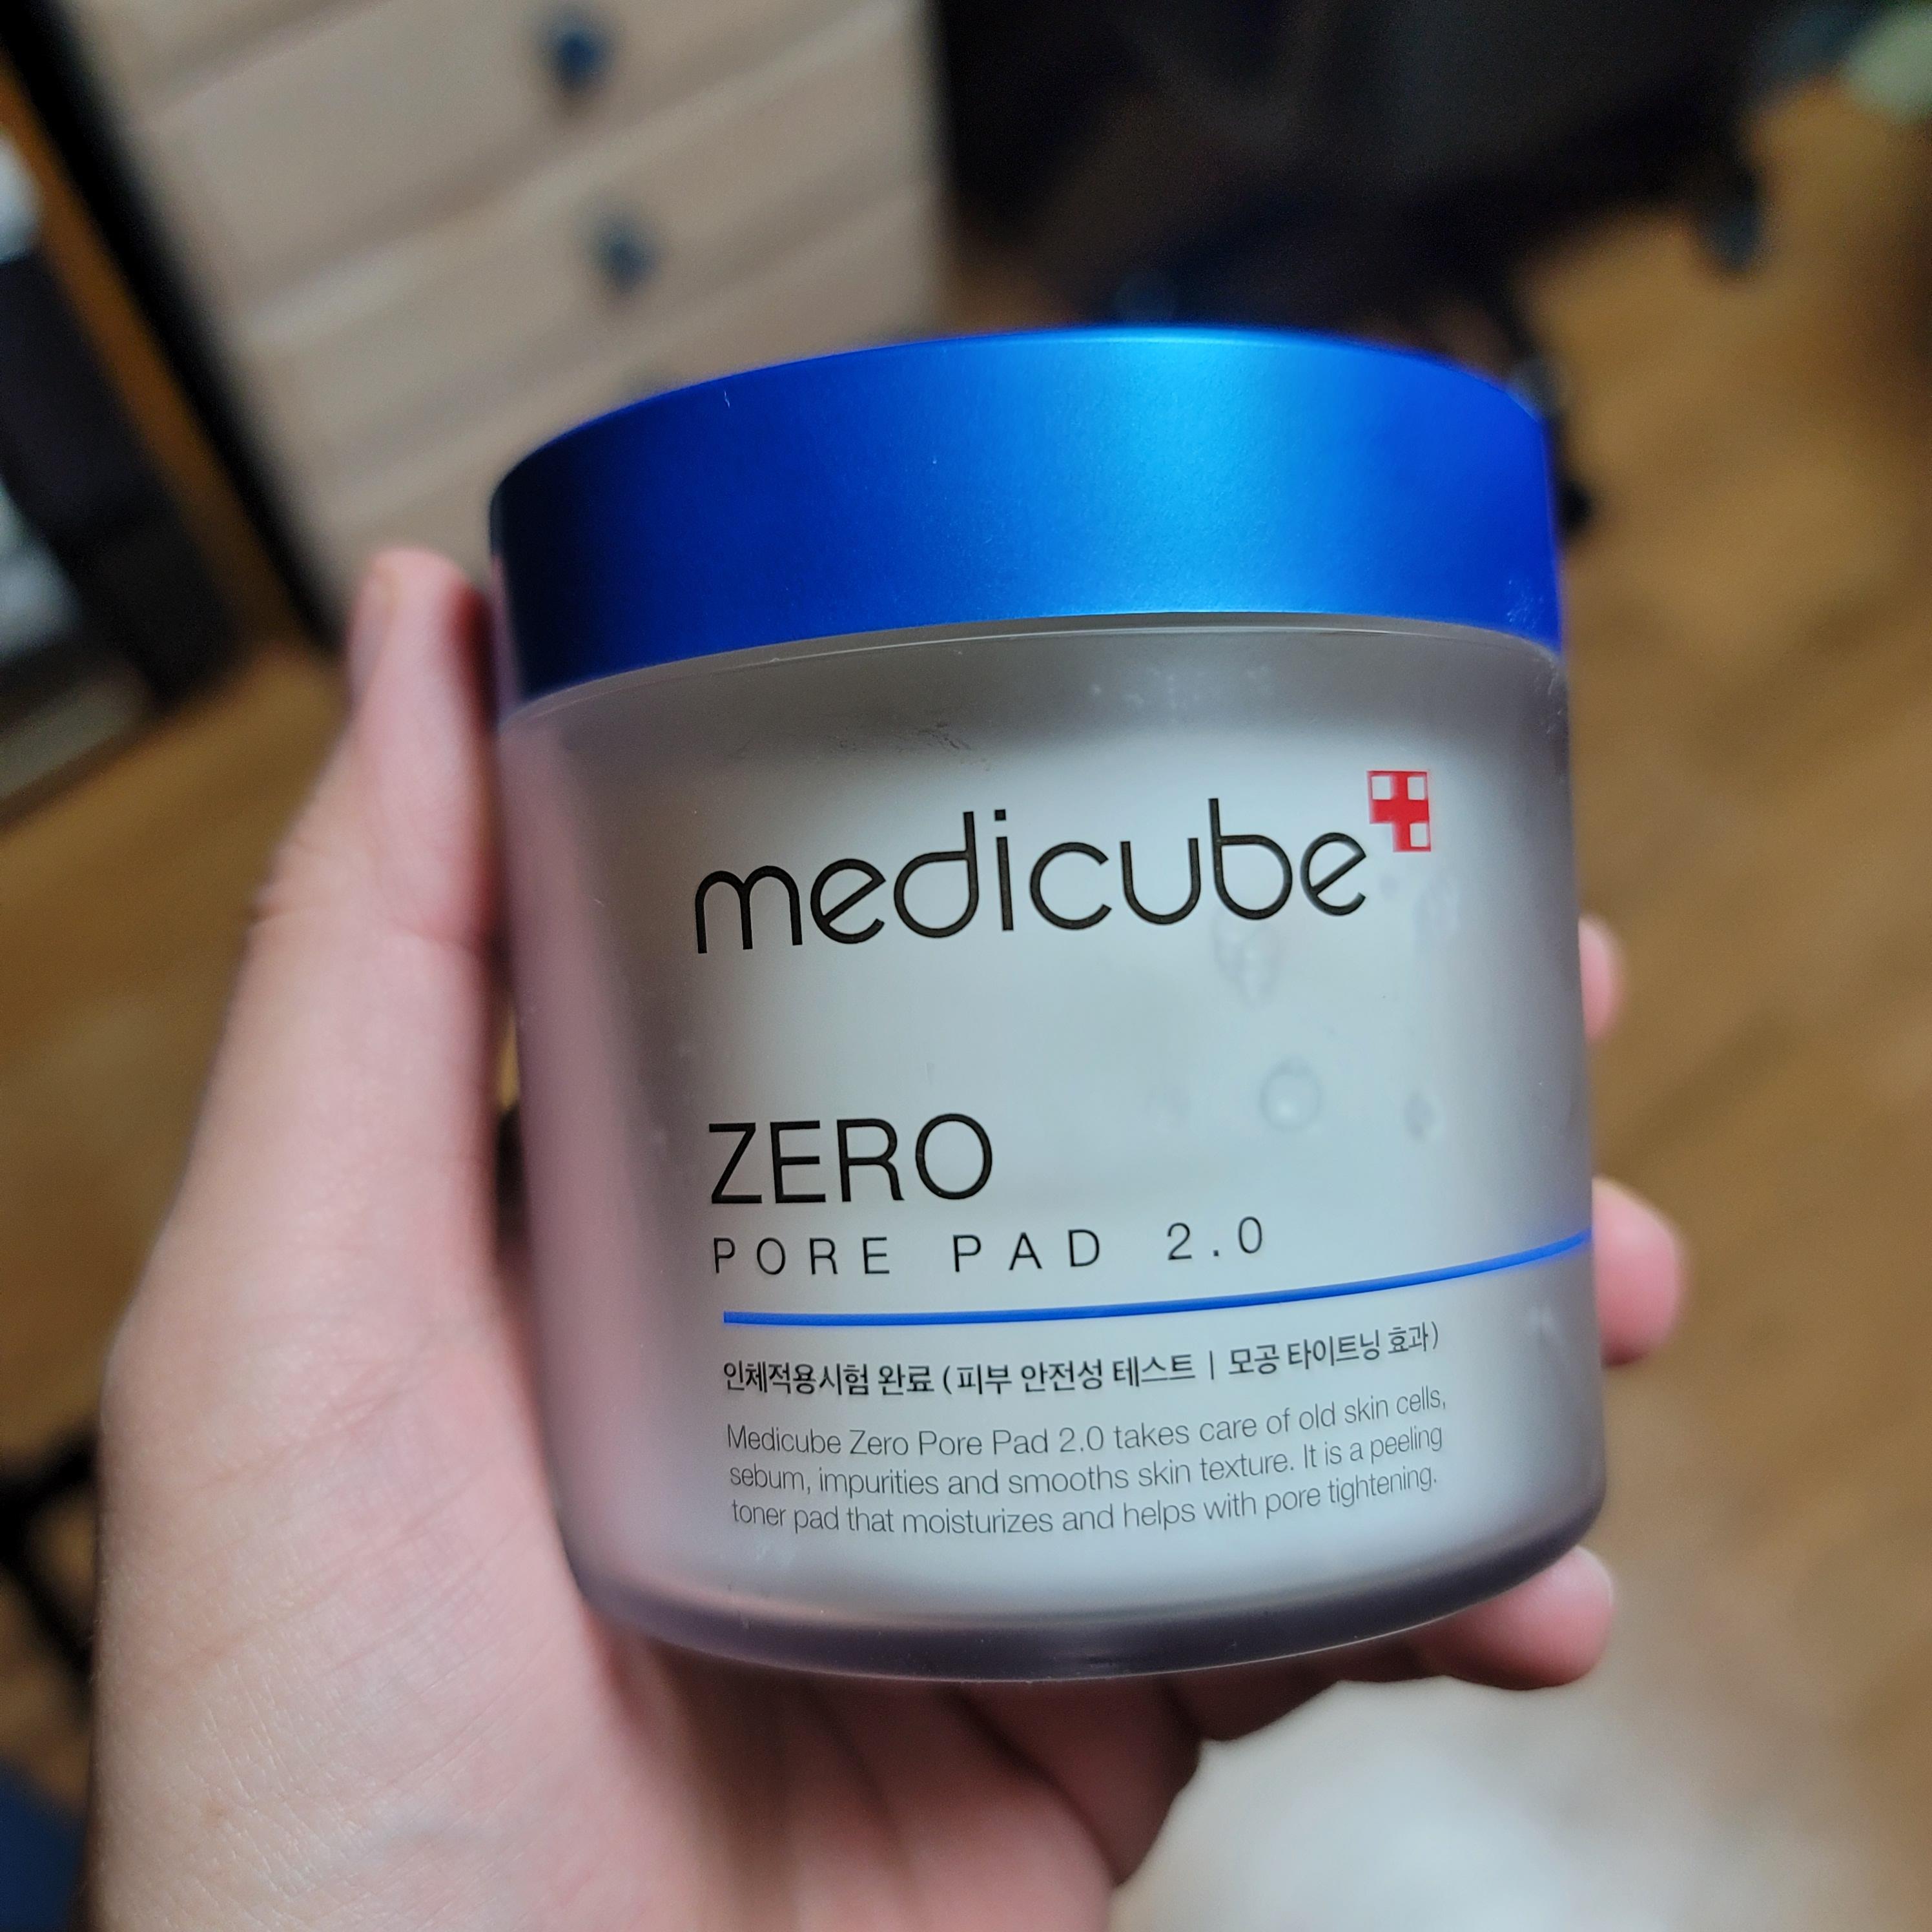 medicube
ZERO
PORE PAD 2.0
인체적용시험 완료 (피부 안전성 테스트 | 모공 타이트닝 효과)
Medicube Zero Pore Pad 2.0 takes care of old skin cells,
sebum, impurities and smooths skin texture. It is a peeling
toner pad that moisturizes and helps with pore tightening.